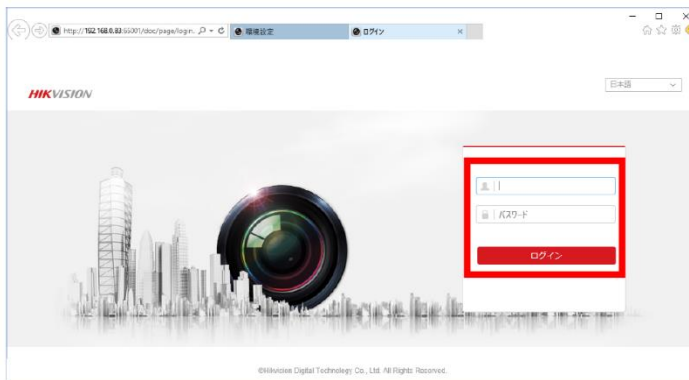 http://192.168.0.83:65001/doc/page/login.
環境設定
ログイン
HIKVISION
日本語
パスワード
ログイン
©Hikvision Digital Technology Co., Ltd. All Rights Reserved.